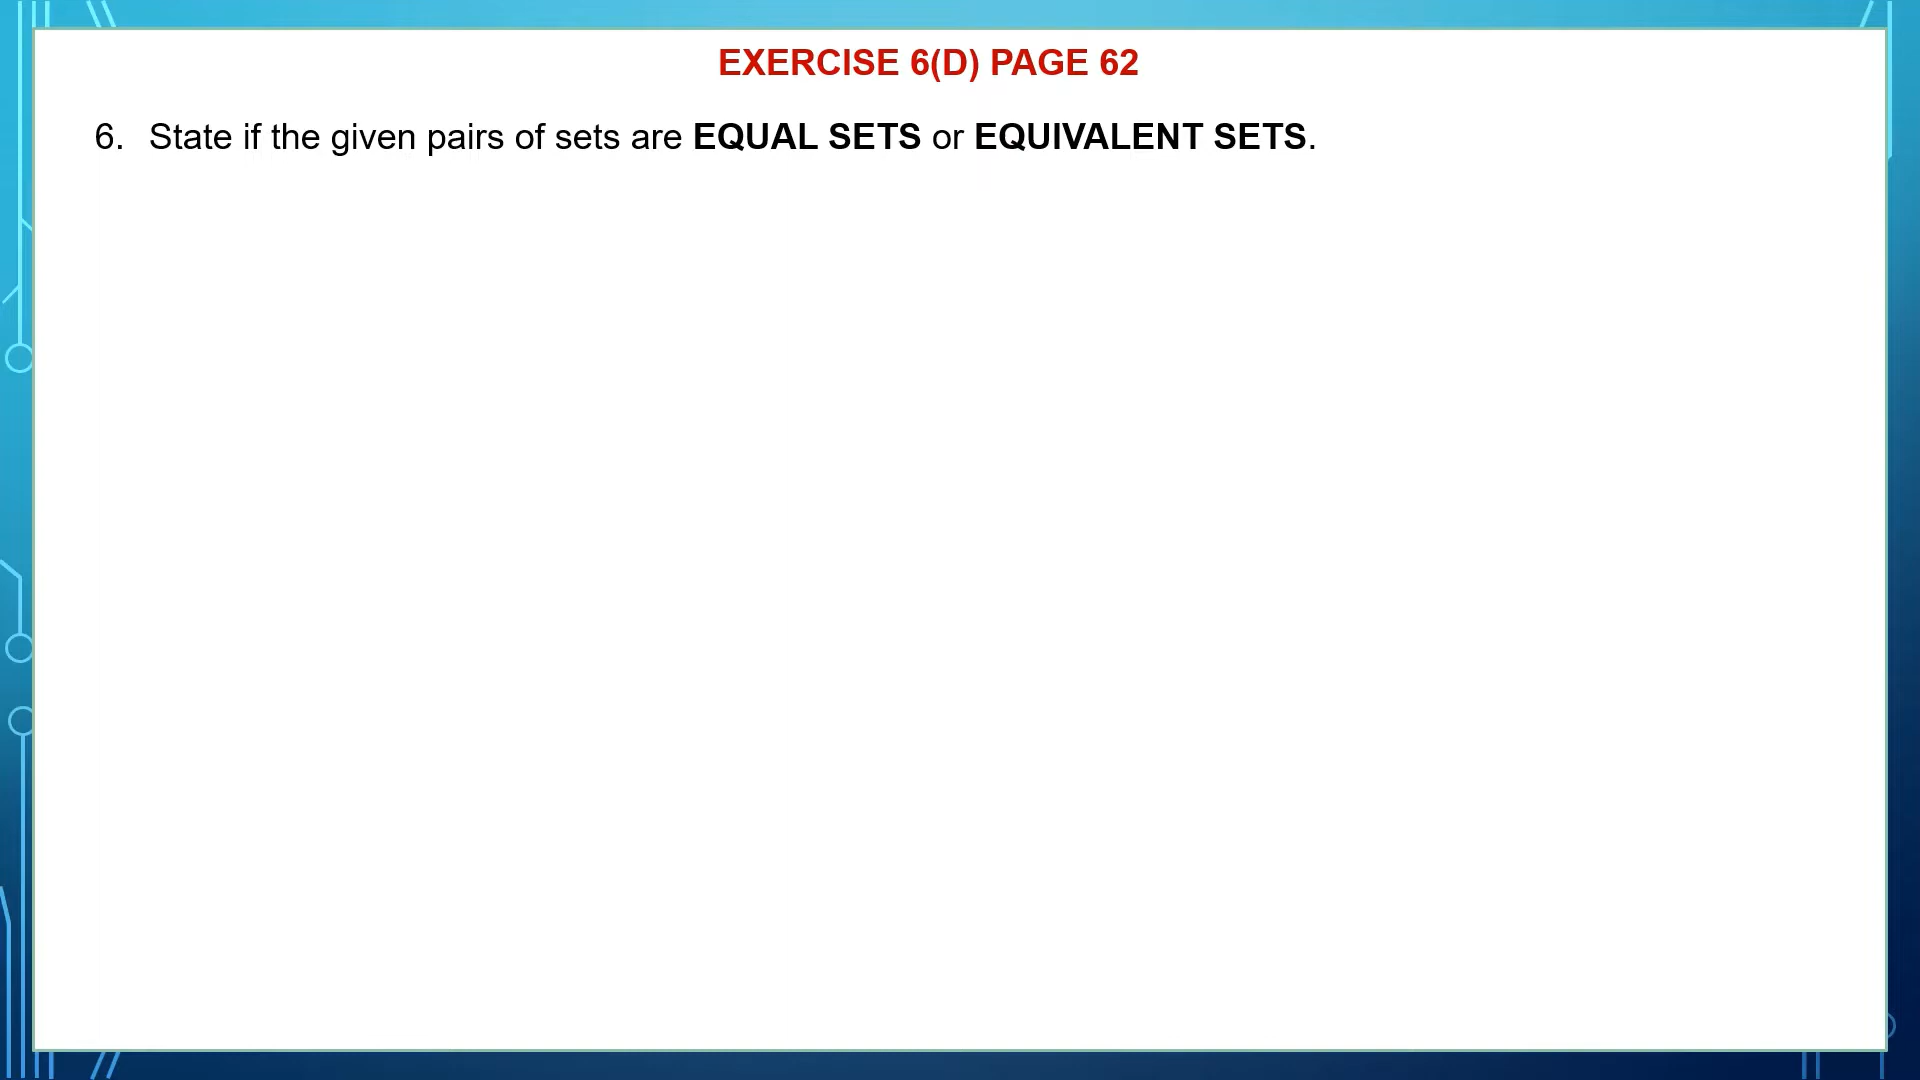 EXERCISE 6(D) PAGE 62
6. State if the given pairs of sets are EQUAL SETS or EQUIVALENT SETS.